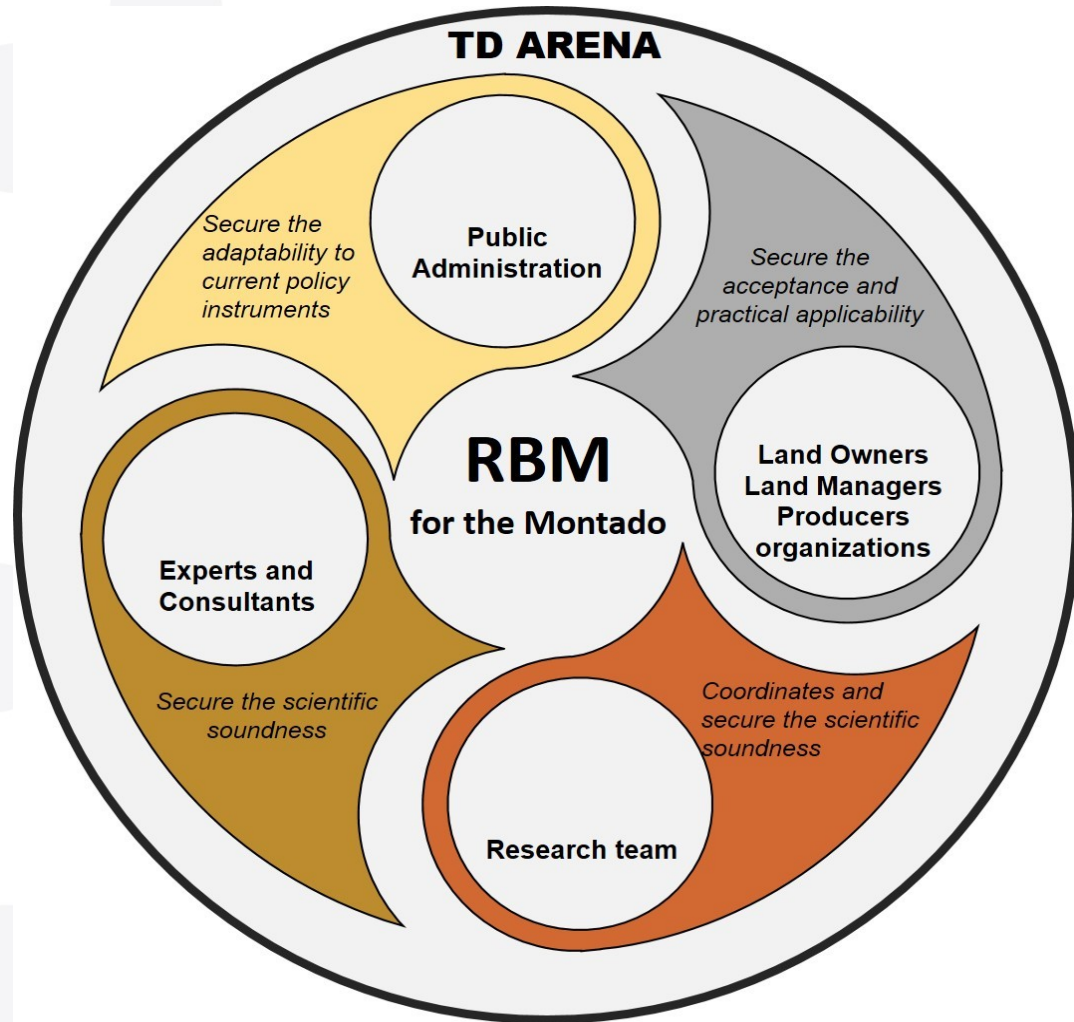 TD ARENA
Public
Administration
Secure the
adaptability to
current policy
instruments
Secure the
acceptance and
practical applicability
Land Owners
Land Managers
Producers
organizations
RBM
for the Montado
Experts and
Consultants
Secure the scientific
soundness
Coordinates and
secure the scientific
soundness
Research team